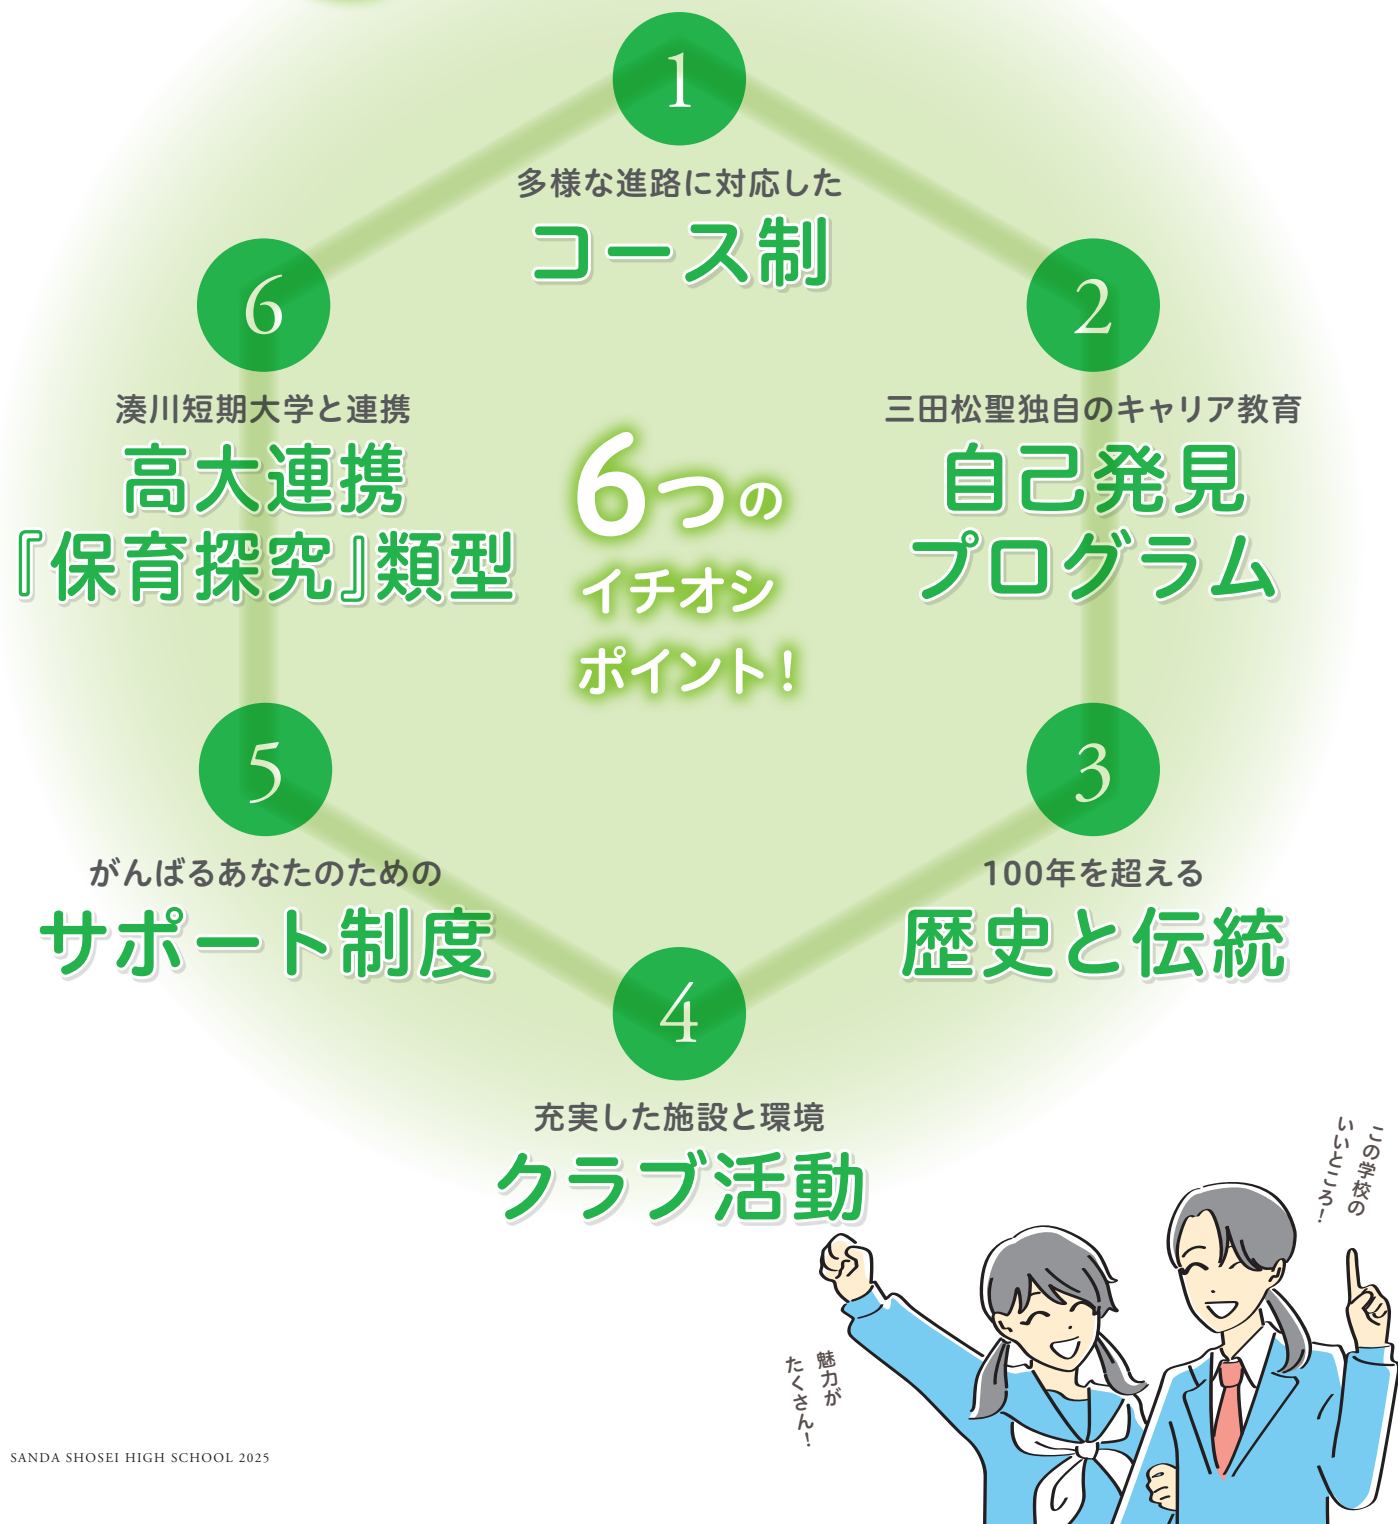 1
多様な進路に対応した
コース制
2
三田松聖独自のキャリア教育
自己発見
プログラム
3
100年を超える
歴史と伝統
4
充実した施設と環境
クラブ活動
5
がんばるあなたのための
サポート制度
6
湊川短期大学と連携
高大連携
『保育探究』類型
6つの
イチオシ
ポイント！
この学校の
いいところ！
魅力が
たくさん！
SANDA SHOSEI HIGH SCHOOL 2025